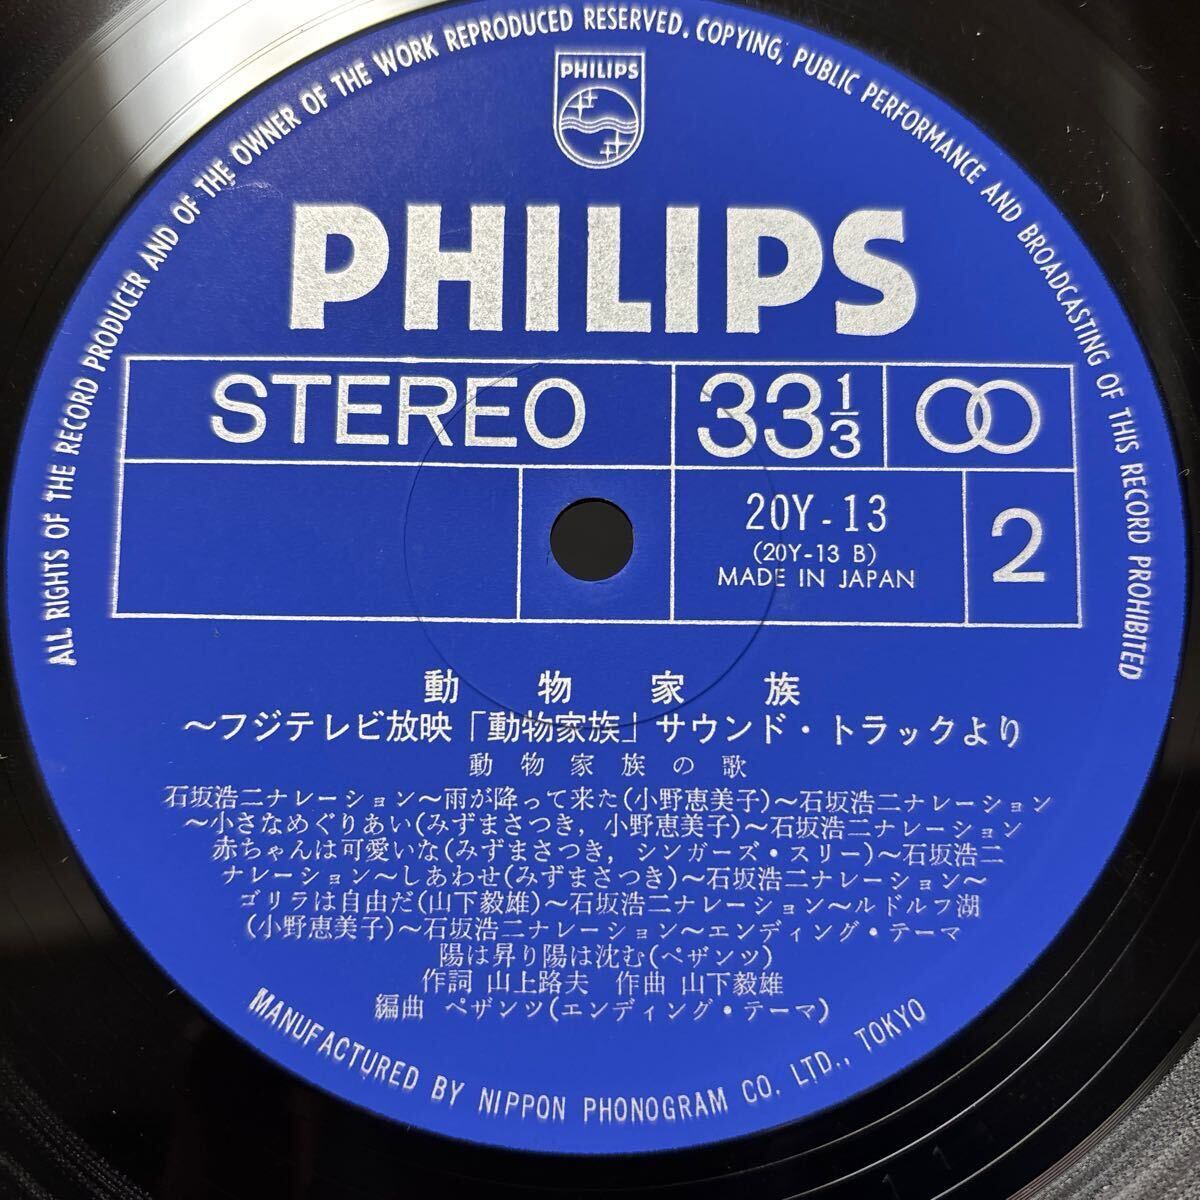 ALL RIGHTS OF THE RECORD PRODUCER AND OF THE OWNER OF THE WORK REPRODUCED RESERVED. COPYING, PUBLIC PERFORMANCE AND BROADCASTING OF THIS RECORD PROHIBITED
PHILIPS
PHILIPS
STEREO
33 1/3
20Y-13
(20Y-13 B)
MADE IN JAPAN
2
動物家族
〜フジテレビ放映「動物家族」サウンド・トラックより
動物家族の歌
石坂浩二ナレーション〜雨が降って来た(小野恵美子)〜石坂浩二ナレーション
〜小さなめぐりあい(みずまさつき, 小野恵美子)〜石坂浩二ナレーション
赤ちゃんは可愛いな(みずまさつき, シンガーズ・スリー)〜石坂浩二
ナレーション〜しあわせ(みずまさつき)〜石坂浩二ナレーション〜
ゴリラは自由だ(山下毅雄)〜石坂浩二ナレーション〜ルドルフ湖
(小野恵美子)〜石坂浩二ナレーション〜エンディング・テーマ
陽は昇り陽は沈む(ペザンツ)
作詞 山上路夫 作曲 山下毅雄
編曲 ペザンツ(エンディング・テーマ)
MANUFACTURED BY NIPPON PHONOGRAM CO. LTD., TOKYO